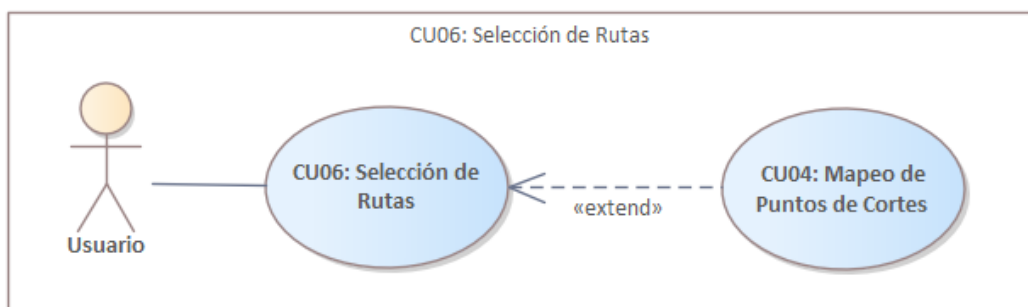 CU06: Selección de Rutas
CU06: Selección de
Rutas
CU04: Mapeo de
Puntos de Cortes
«extend»
Usuario